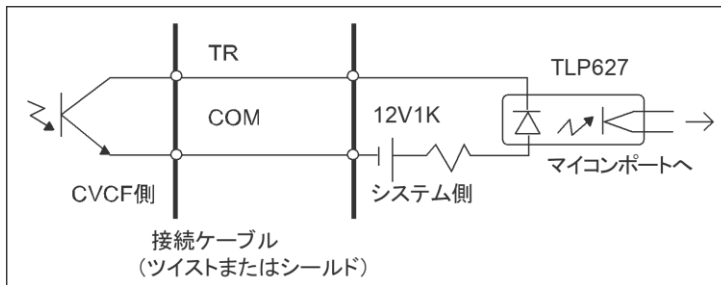 TR
TLP627
COM
12V1K
マイコンポートへ
CVCF側
システム側
接続ケーブル
（ツイストまたはシールド）